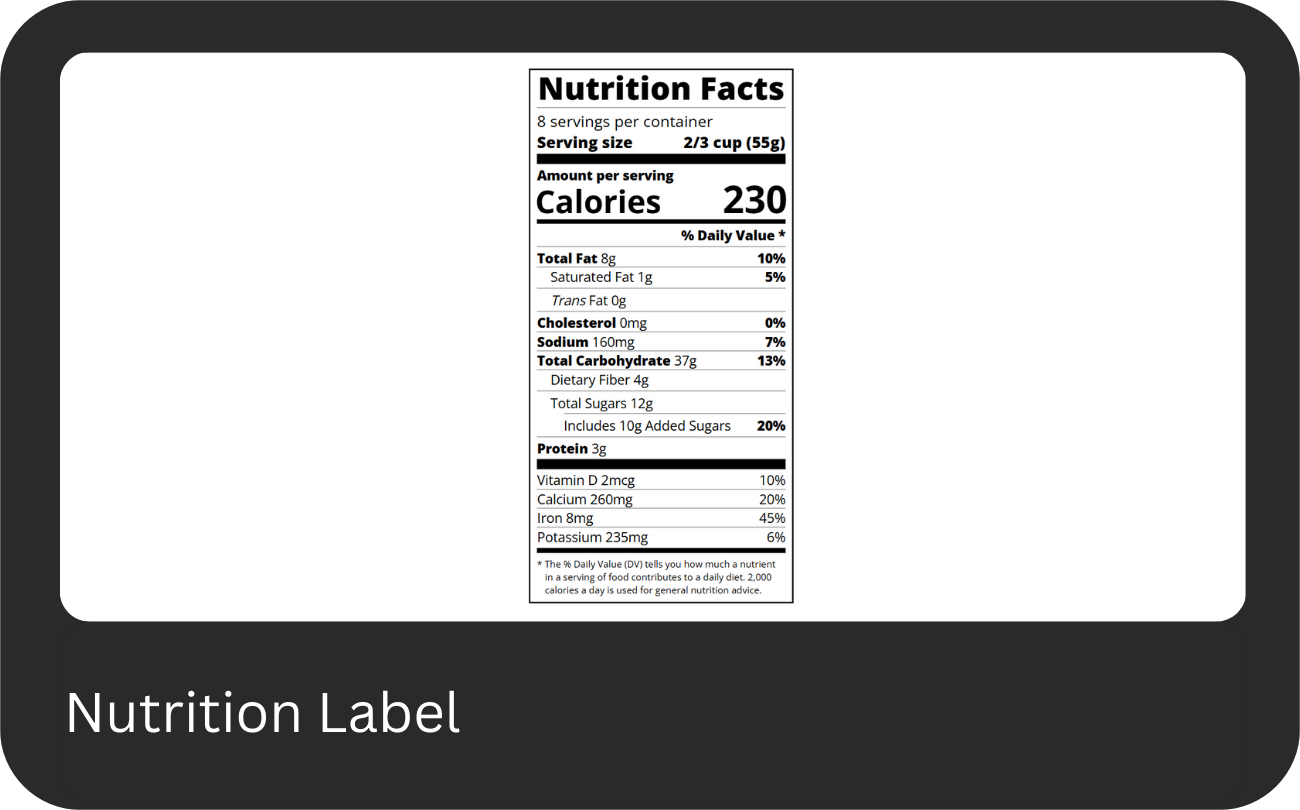 Nutrition Facts
8 servings per container
Serving size 2/3 cup (55g)
Amount per serving
Calories 230
% Daily Value *
Total Fat 8g 10%
Saturated Fat 1g 5%
Trans Fat 0g
Cholesterol 0mg 0%
Sodium 160mg 7%
Total Carbohydrate 37g 13%
Dietary Fiber 4g
Total Sugars 12g
Includes 10g Added Sugars 20%
Protein 3g
Vitamin D 2mcg 10%
Calcium 260mg 20%
Iron 8mg 45%
Potassium 235mg 6%
* The % Daily Value (DV) tells you how much a nutrient
in a serving of food contributes to a daily diet. 2,000
calories a day is used for general nutrition advice.
Nutrition Label